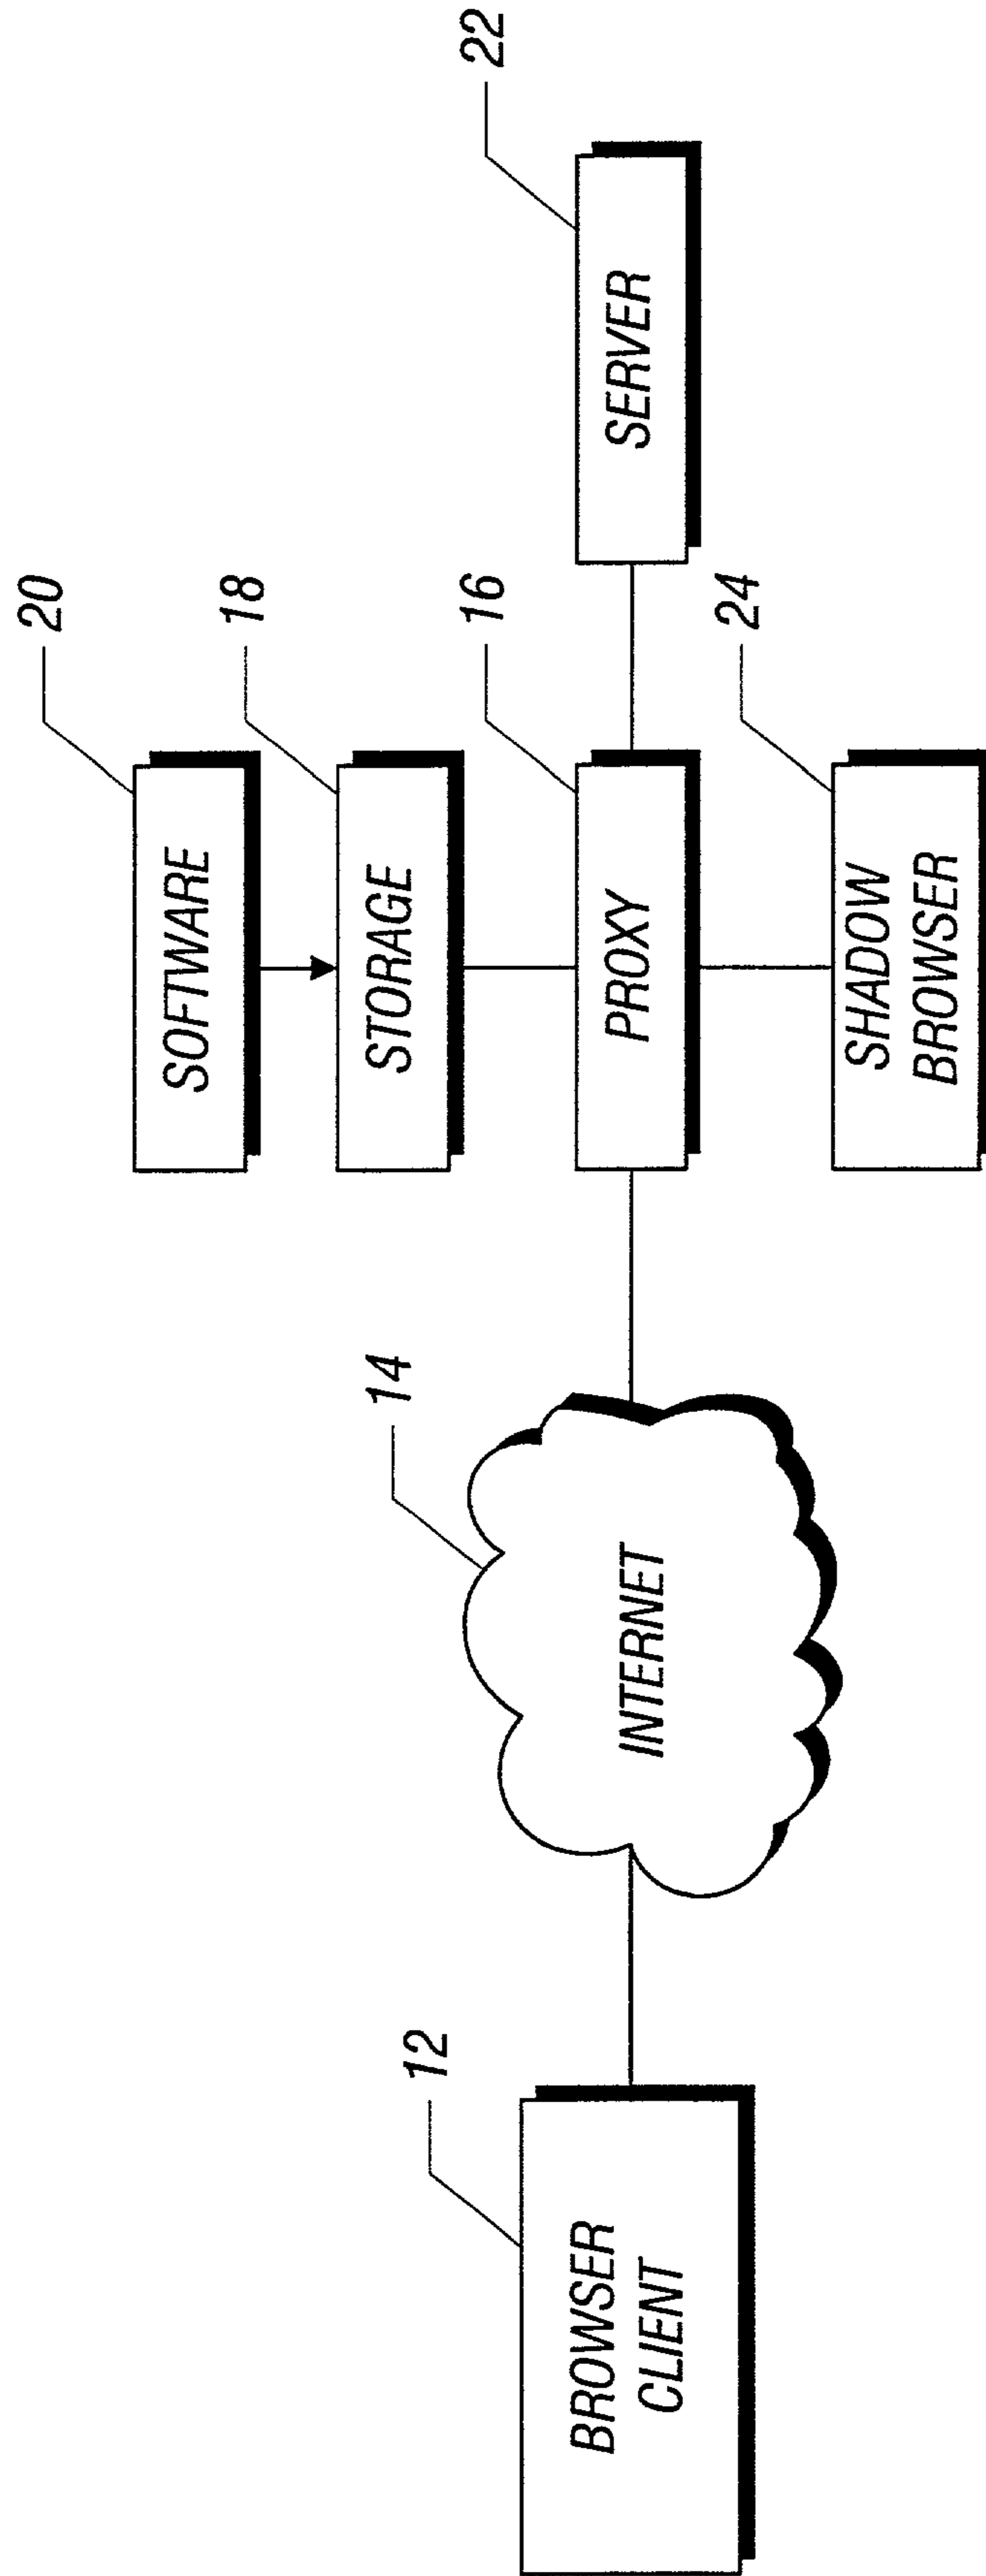 20
SOFTWARE
18
STORAGE
12
BROWSER
CLIENT
14
INTERNET
16
PROXY
22
SERVER
24
SHADOW
BROWSER